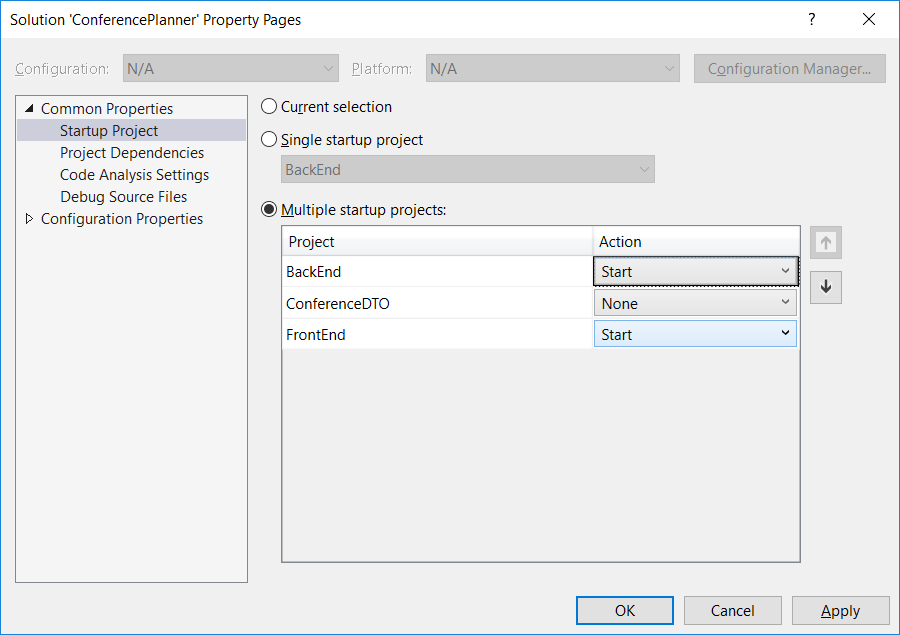 Solution 'ConferencePlanner' Property Pages ?
Configuration: N/A Platform: N/A Configuration Manager...
Common Properties
Startup Project
Project Dependencies
Code Analysis Settings
Debug Source Files
Configuration Properties
Current selection
Single startup project
BackEnd
Multiple startup projects:
Project Action
BackEnd Start
ConferenceDTO None
FrontEnd Start
OK Cancel Apply